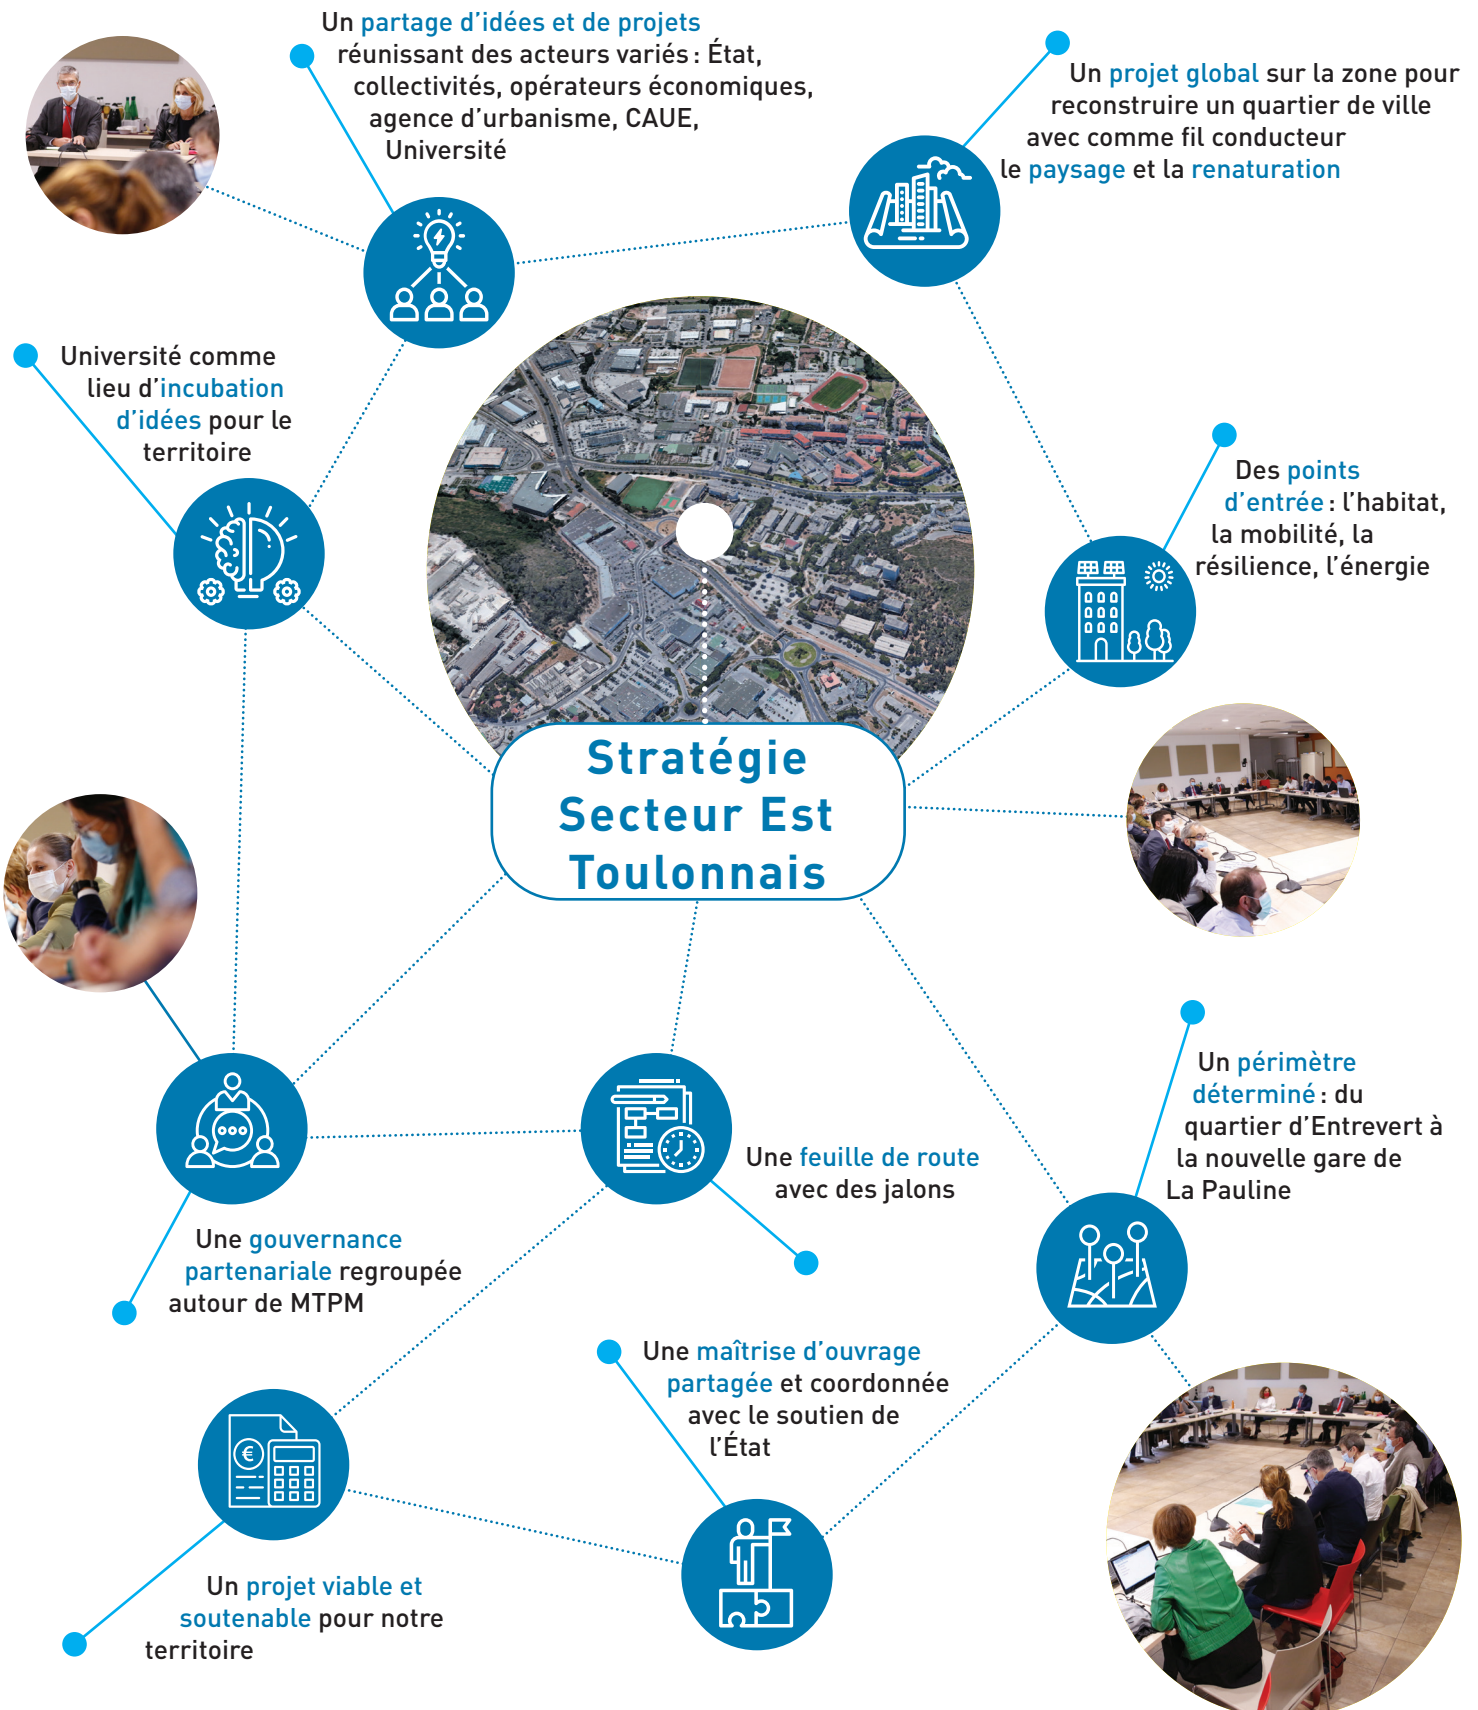 Un partage d'idées et de projets
réunissant des acteurs variés : État,
collectivités, opérateurs économiques,
agence d'urbanisme, CAUE,
Université
Un projet global sur la zone pour
reconstruire un quartier de ville
avec comme fil conducteur
le paysage et la renaturation
Université comme
lieu d'incubation
d'idées pour le
territoire
Des points
d'entrée : l'habitat,
la mobilité, la
résilience, l'énergie
Stratégie
Secteur Est
Toulonnais
Un périmètre
déterminé : du
quartier d'Entrevert à
la nouvelle gare de
La Pauline
Une feuille de route
avec des jalons
Une gouvernance
partenariale regroupée
autour de MTPM
Une maîtrise d'ouvrage
partagée et coordonnée
avec le soutien de
l'État
€
Un projet viable et
soutenable pour notre
territoire